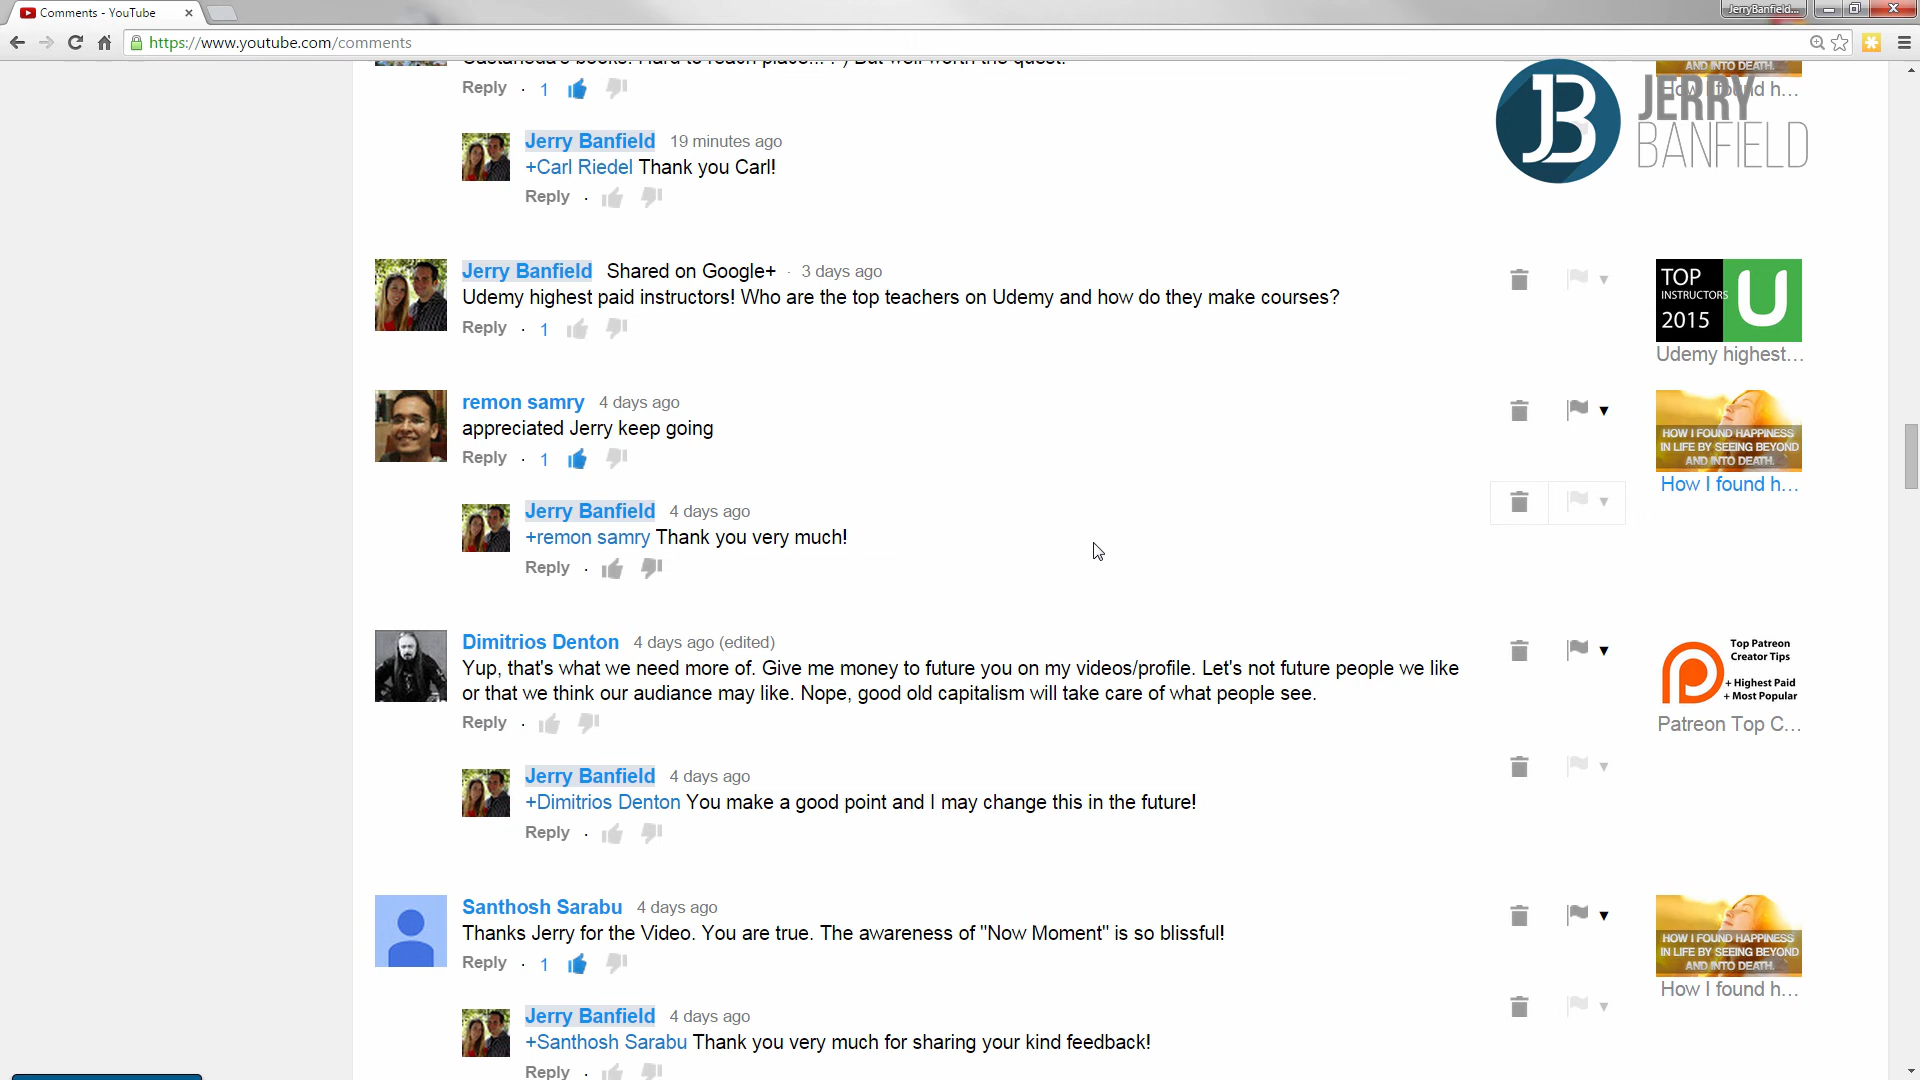 Comments - YouTube
JerryBanfield...
https://www.youtube.com/comments
Castaneda's books. Hard to reach place... : ) But well worth the quest.
AND INTO DEATH.
How I found h...
Reply · 1
JB JERRY
BANFIELD
Jerry Banfield 19 minutes ago
+Carl Riedel Thank you Carl!
Reply ·
Jerry Banfield Shared on Google+ · 3 days ago
Udemy highest paid instructors! Who are the top teachers on Udemy and how do they make courses?
Reply · 1
TOP
INSTRUCTORS
2015
U
Udemy highest...
remon samry 4 days ago
appreciated Jerry keep going
Reply · 1
HOW I FOUND HAPPINESS
IN LIFE BY SEEING BEYOND
AND INTO DEATH.
How I found h...
Jerry Banfield 4 days ago
+remon samry Thank you very much!
Reply ·
Dimitrios Denton 4 days ago (edited)
Yup, that's what we need more of. Give me money to future you on my videos/profile. Let's not future people we like
or that we think our audiance may like. Nope, good old capitalism will take care of what people see.
Reply ·
Top Patreon
Creator Tips
+ Highest Paid
+ Most Popular
Patreon Top C...
Jerry Banfield 4 days ago
+Dimitrios Denton You make a good point and I may change this in the future!
Reply ·
Santhosh Sarabu 4 days ago
Thanks Jerry for the Video. You are true. The awareness of "Now Moment" is so blissful!
Reply · 1
HOW I FOUND HAPPINESS
IN LIFE BY SEEING BEYOND
AND INTO DEATH.
How I found h...
Jerry Banfield 4 days ago
+Santhosh Sarabu Thank you very much for sharing your kind feedback!
Reply ·